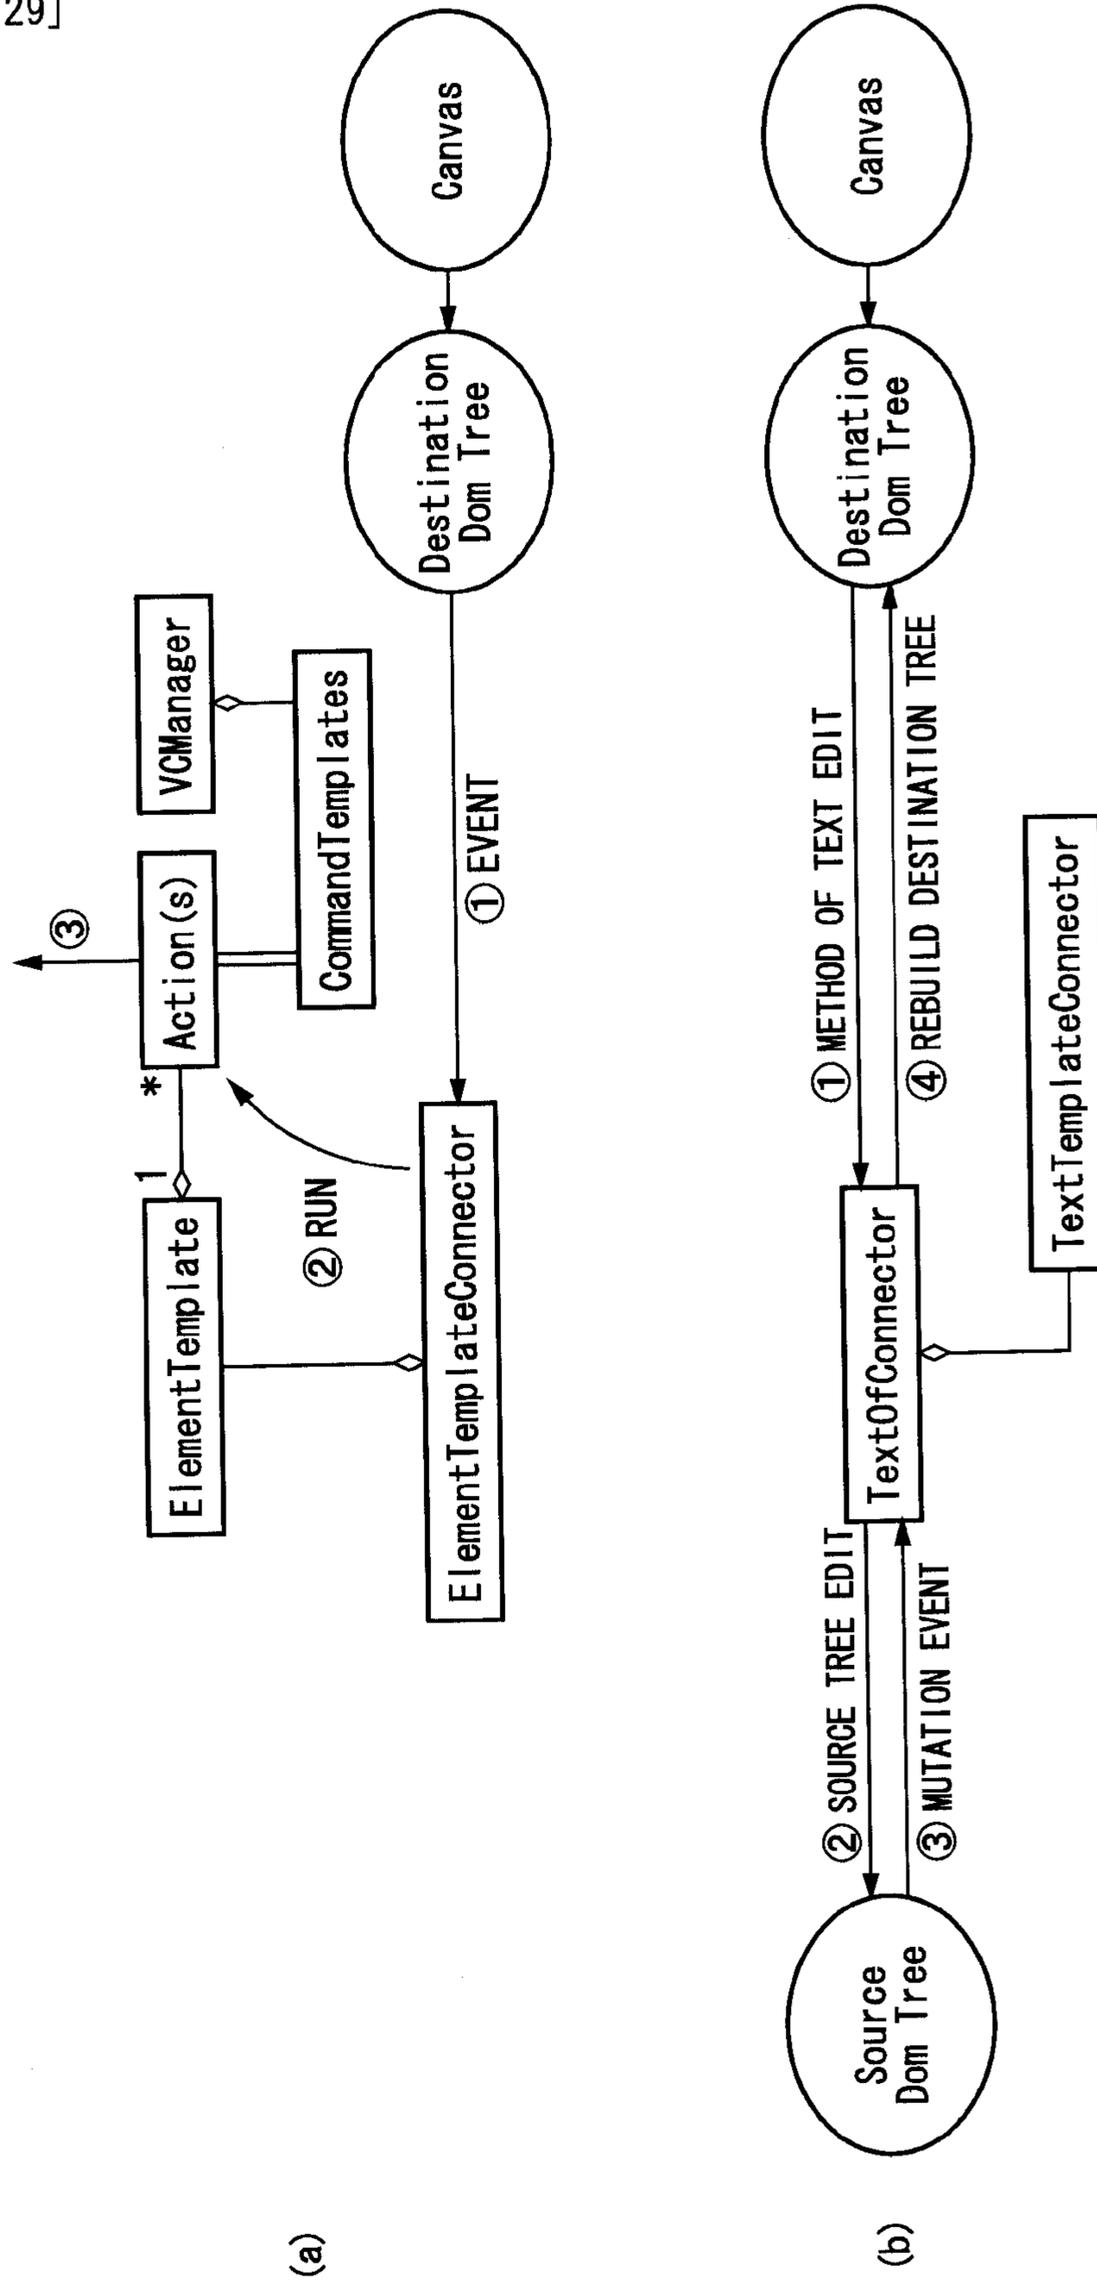 29]
(a)
ElementTemplate
1
*
Action(s)
③
VCManager
CommandTemplates
② RUN
ElementTemplateConnector
① EVENT
Destination
Dom Tree
Canvas
(b)
Source
Dom Tree
② SOURCE TREE EDIT
③ MUTATION EVENT
TextOfConnector
① METHOD OF TEXT EDIT
④ REBUILD DESTINATION TREE
TextTemplateConnector
Destination
Dom Tree
Canvas